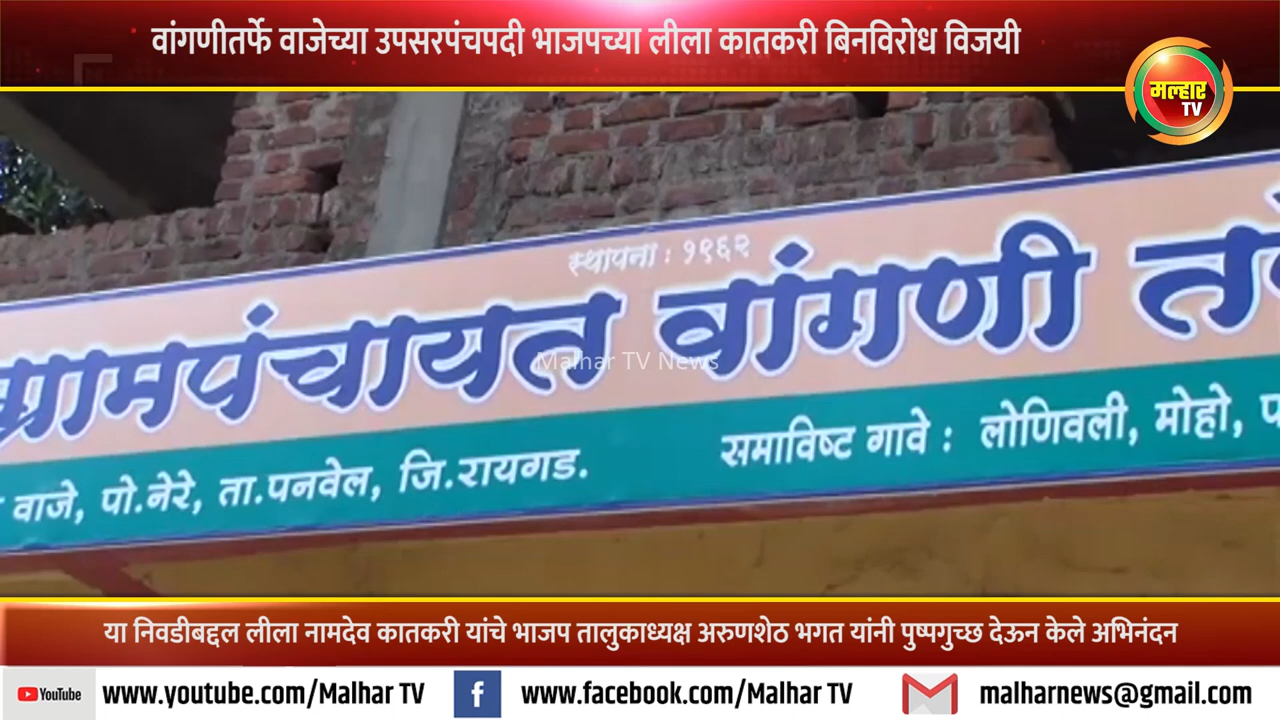 वांगणीतर्फे वाजेच्या उपसरपंचपदी भाजपच्या लीला कातकरी बिनविरोध विजयी
मल्हार
TV
स्थापना : १९६२
ग्रामपंचायत वांगणी
Malhar TV News
वाजे, पो.नेरे, ता.पनवेल, जि.रायगड.
समाविष्ट गावे : लोणिवली, मोहो,
या निवडीबद्दल लीला नामदेव कातकरी यांचे भाजप तालुकाध्यक्ष अरुणशेठ भगत यांनी पुष्पगुच्छ देऊन केले अभिनंदन
YouTube
www.youtube.com/Malhar TV
f
www.facebook.com/Malhar TV
malharnews@gmail.com